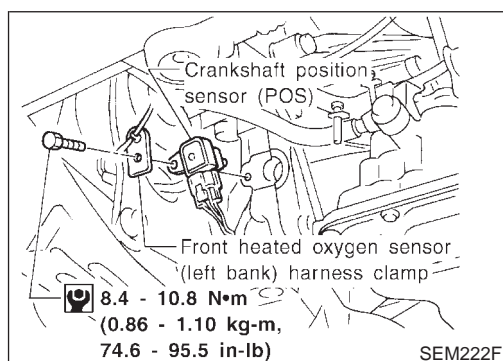 Crankshaft position
sensor (POS)
Front heated oxygen sensor
(left bank) harness clamp
8.4 - 10.8 N•m
(0.86 - 1.10 kg-m,
74.6 - 95.5 in-lb)
SEM222F